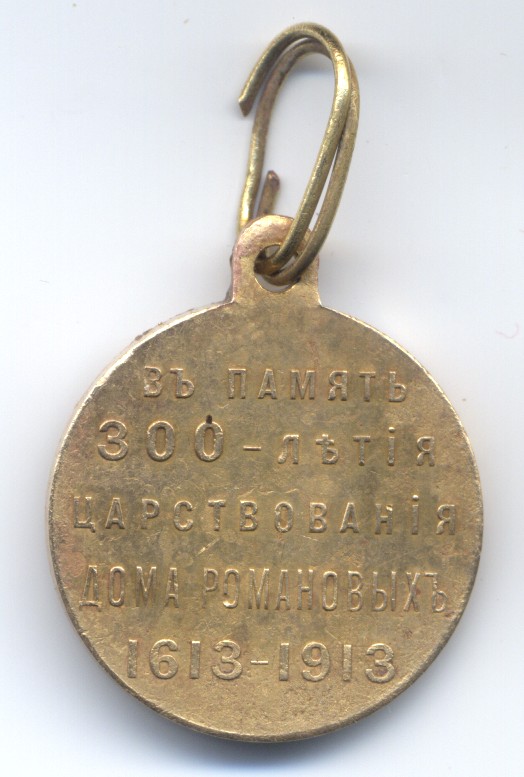 ВЪ ПАМЯТЬ
300-ЛѢТІЯ
ЦАРСТВОВАНІЯ
ДОМА РОМАНОВЫХЪ
1613-1913